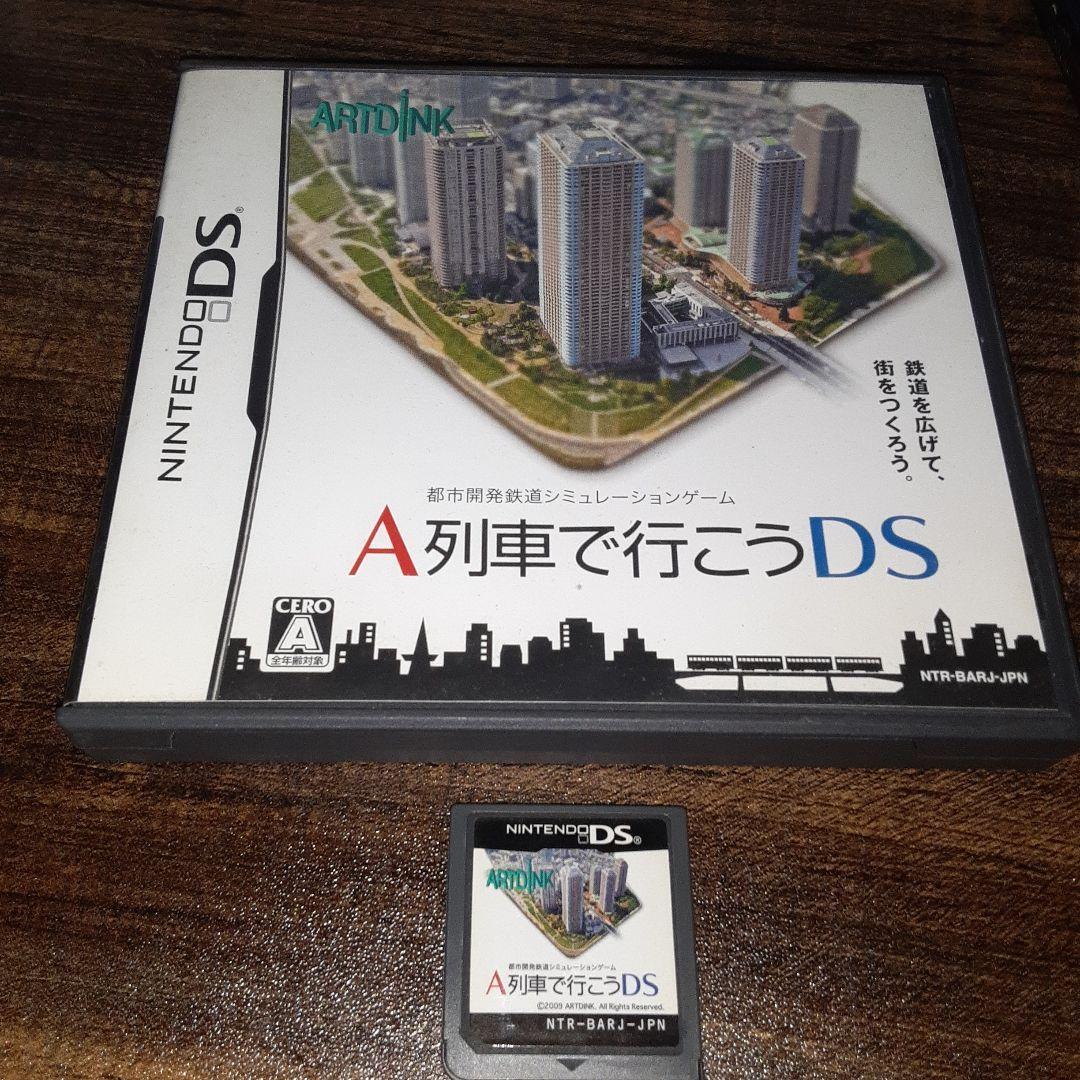 ARTDINK
NINTENDO DS®
鉄道を広げて、
街をつくろう。
都市開発鉄道シミュレーションゲーム
A列車で行こうDS
CERO
A
全年齢対象
NTR-BARJ-JPN
NINTENDO DS®
ARTDINK
都市開発鉄道シミュレーションゲーム
A列車で行こうDS
©2009 ARTDINK. All Rights Reserved.
NTR-BARJ-JPN